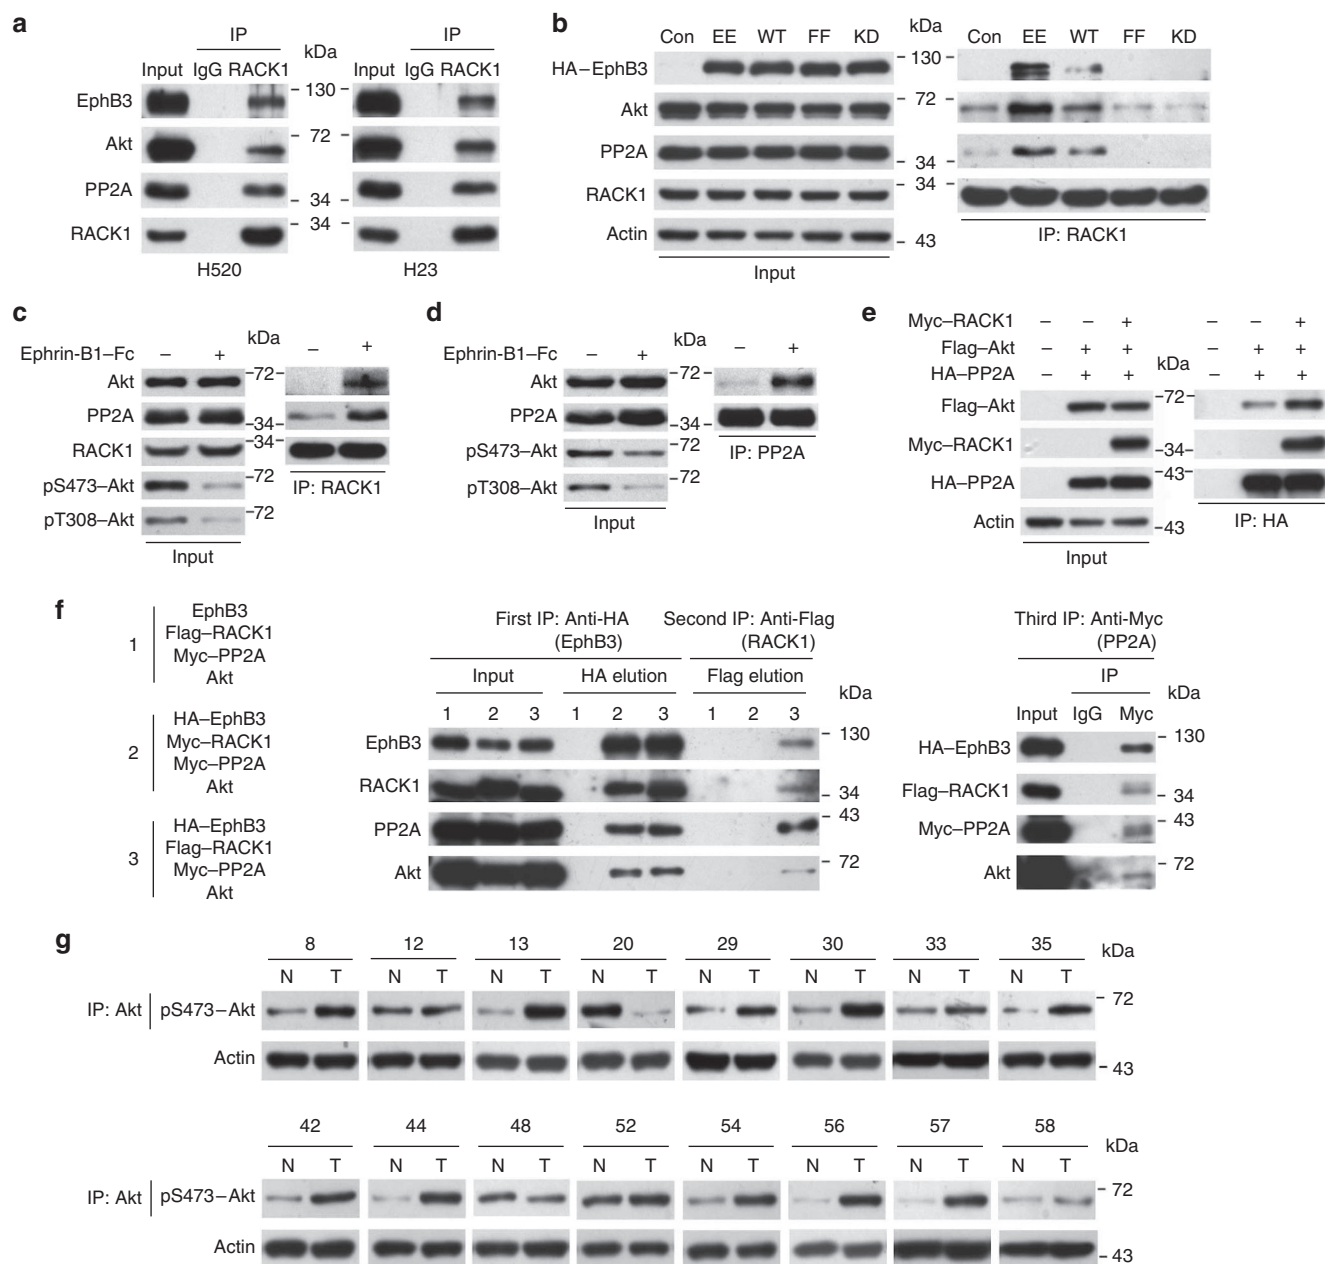 a
IP
Input IgG RACK1
kDa
IP
Input IgG RACK1
EphB3
130
Akt
72
PP2A
34
RACK1
34
H520
H23
b
Con EE WT FF KD
kDa
Con EE WT FF KD
HA–EphB3
130
Akt
72
PP2A
34
RACK1
34
Actin
43
Input
IP: RACK1
c
kDa
Ephrin-B1–Fc – +
– +
Akt
72
PP2A
34
RACK1
34
pS473–Akt
72
pT308–Akt
72
Input
IP: RACK1
d
kDa
Ephrin-B1–Fc – +
– +
Akt
72
PP2A
34
pS473–Akt
72
pT308–Akt
72
Input
IP: PP2A
e
Myc–RACK1 – – + – – +
Flag–Akt – + + – + +
HA–PP2A – + + kDa – + +
Flag–Akt
72
Myc–RACK1
34
HA–PP2A
43
Actin
43
Input
IP: HA
f
1
EphB3
Flag–RACK1
Myc–PP2A
Akt
2
HA–EphB3
Myc–RACK1
Myc–PP2A
Akt
3
HA–EphB3
Flag–RACK1
Myc–PP2A
Akt
First IP: Anti-HA
(EphB3)
Second IP: Anti-Flag
(RACK1)
Input
HA elution
Flag elution
kDa
1 2 3 1 2 3 1 2 3
EphB3
130
RACK1
34
PP2A
43
Akt
72
Third IP: Anti-Myc
(PP2A)
IP
kDa
Input IgG Myc
HA–EphB3
130
Flag–RACK1
34
Myc–PP2A
43
Akt
72
g
8 12 13 20 29 30 33 35
kDa
N T N T N T N T N T N T N T N T
IP: Akt pS473–Akt
72
Actin
43
42 44 48 52 54 56 57 58
kDa
N T N T N T N T N T N T N T N T
IP: Akt pS473–Akt
72
Actin
43